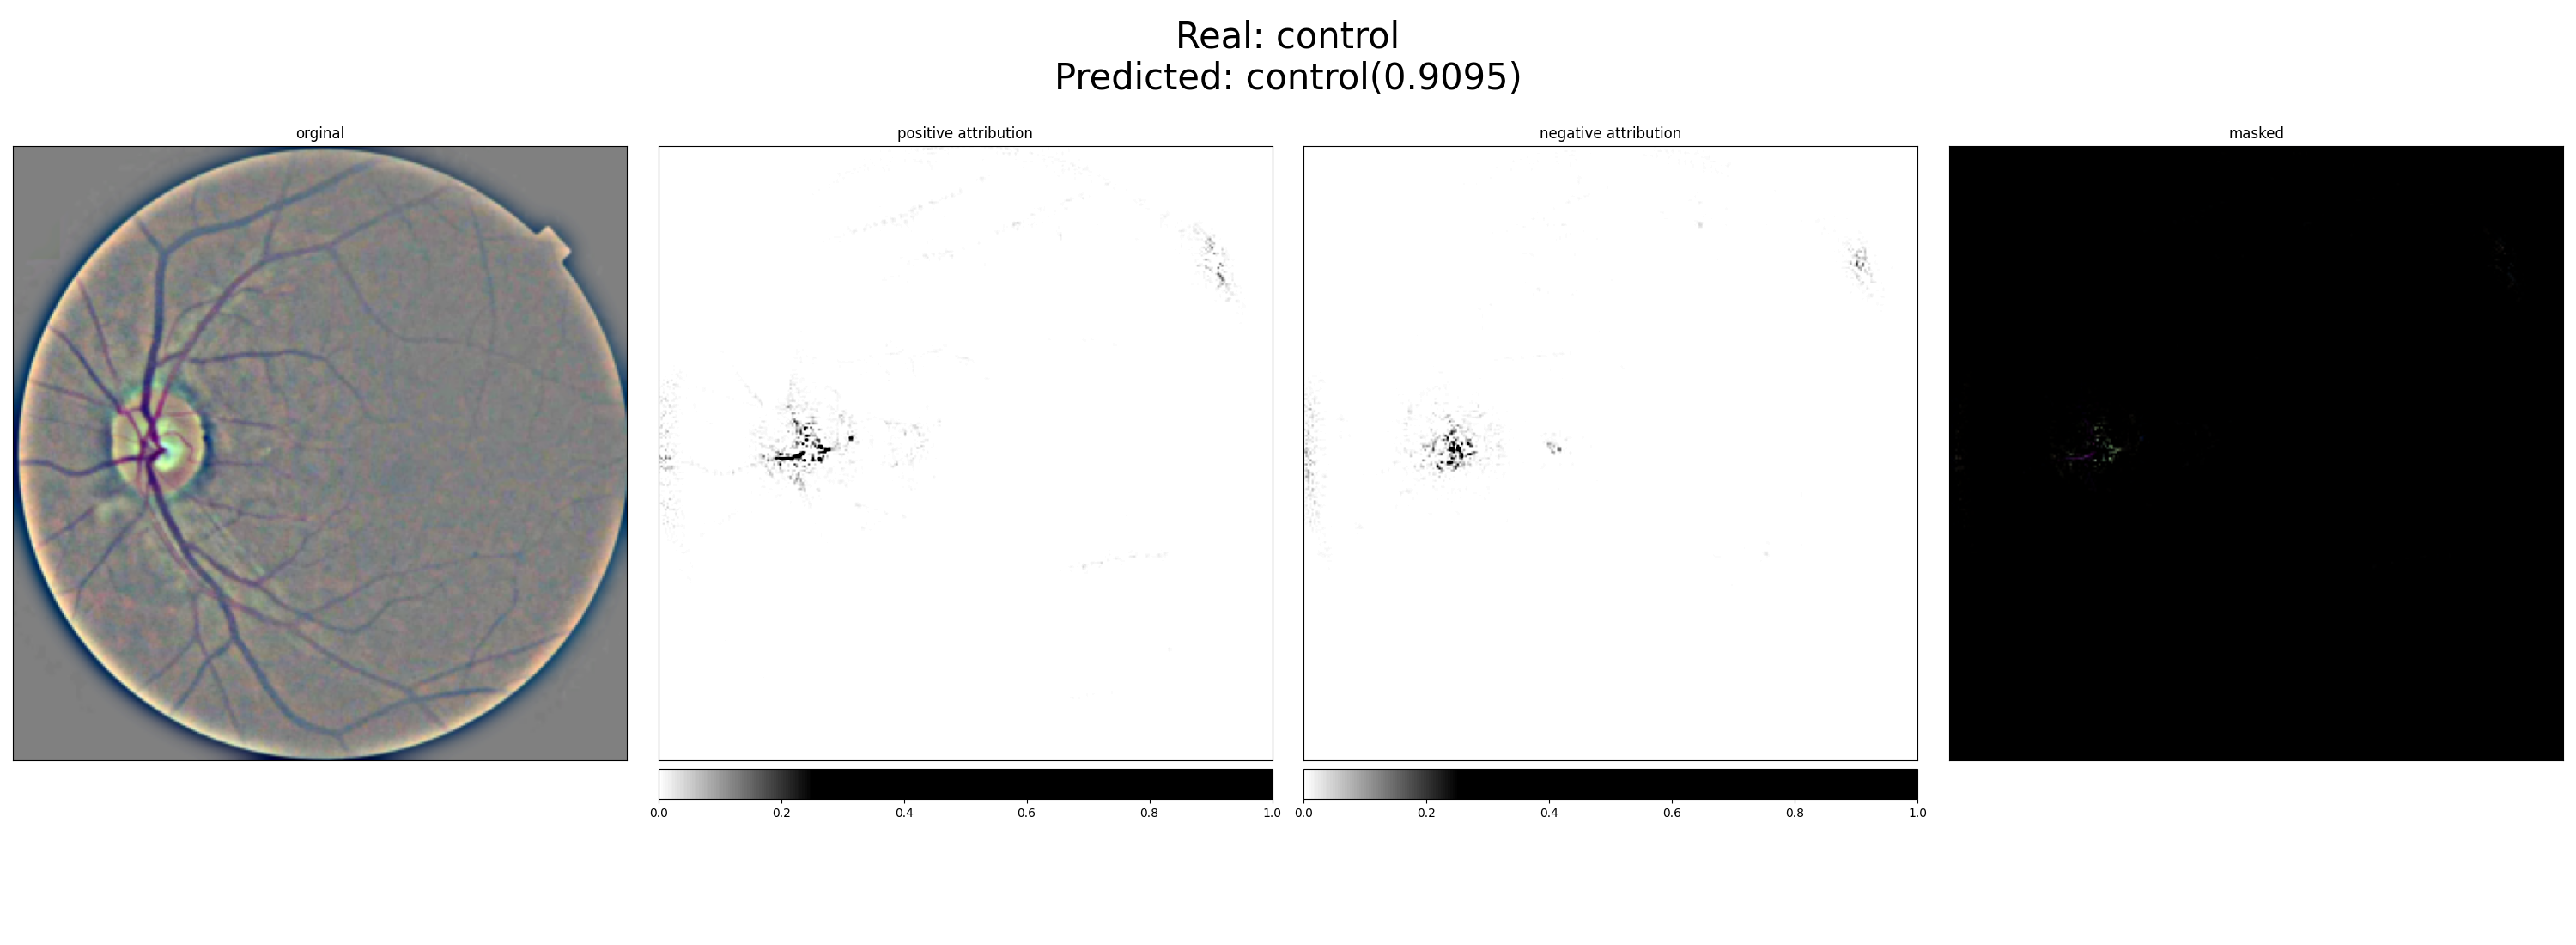 Real: control
Predicted: control(0.9095)
orginal
positive attribution
negative attribution
masked
0.0 0.2 0.4 0.6 0.8 1.0
0.0 0.2 0.4 0.6 0.8 1.0